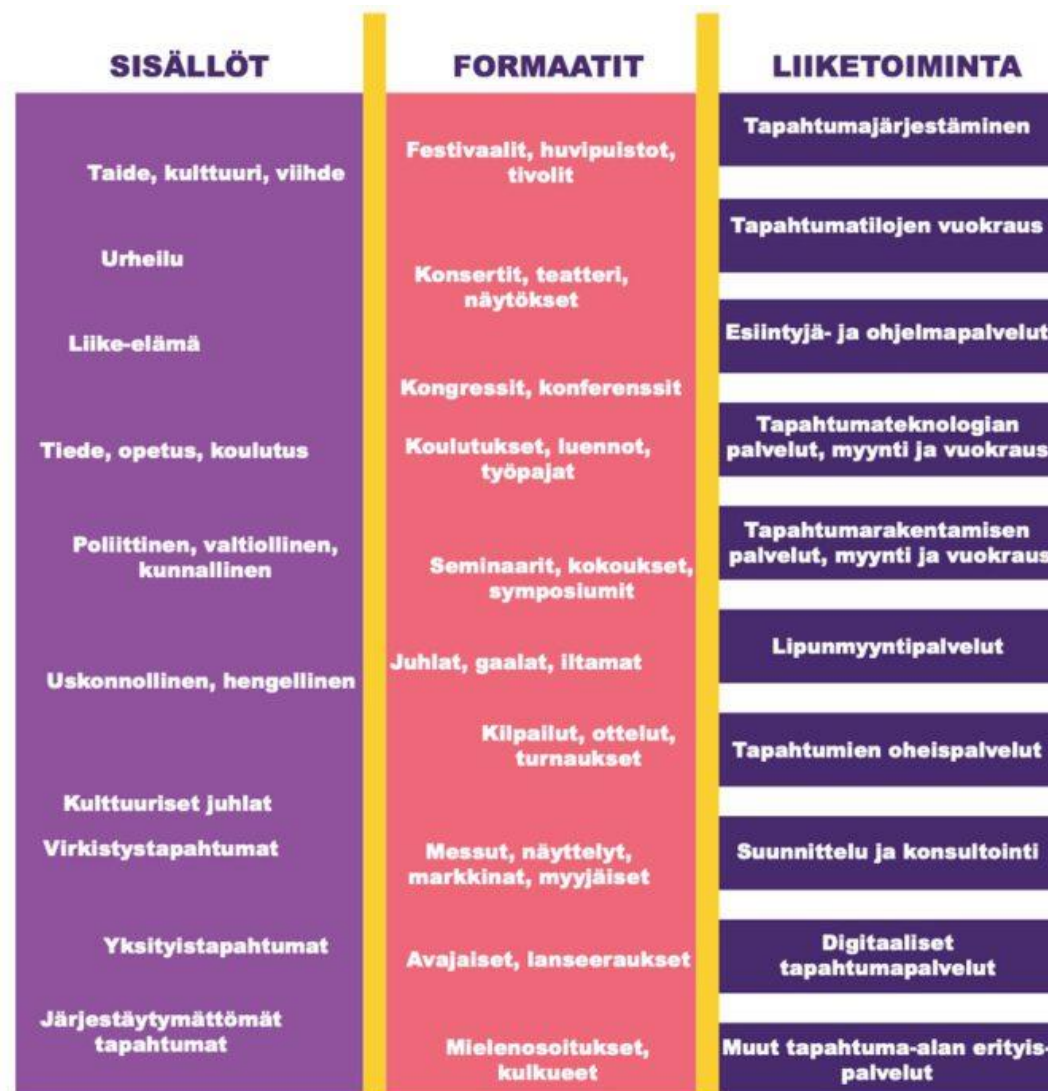 SISÄLLÖT
Taide, kulttuuri, viihde
Urheilu
Liike-elämä
Tiede, opetus, koulutus
Poliittinen, valtiollinen,
kunnallinen
Uskonnollinen, hengellinen
Kulttuuriset juhlat
Virkistystapahtumat
Yksityistapahtumat
Järjestäytymättömät
tapahtumat
FORMAATIT
Festivaalit, huvipuistot,
tivolit
Konsertit, teatteri,
näytökset
Kongressit, konferenssit
Koulutukset, luennot,
työpajat
Seminaarit, kokoukset,
symposiumit
Juhlat, gaalat, iltamat
Kilpailut, ottelut,
turnaukset
Messut, näyttelyt,
markkinat, myyjäiset
Avajaiset, lanseeraukset
Mielenosoitukset,
kulkueet
LIIKETOIMINTA
Tapahtumajärjestäminen
Tapahtumatilojen vuokraus
Esiintyjä- ja ohjelmapalvelut
Tapahtumateknologian
palvelut, myynti ja vuokraus
Tapahtumarakentamisen
palvelut, myynti ja vuokraus
Lipunmyyntipalvelut
Tapahtumien oheispalvelut
Suunnittelu ja konsultointi
Digitaaliset
tapahtumapalvelut
Muut tapahtuma-alan erityis-
palvelut